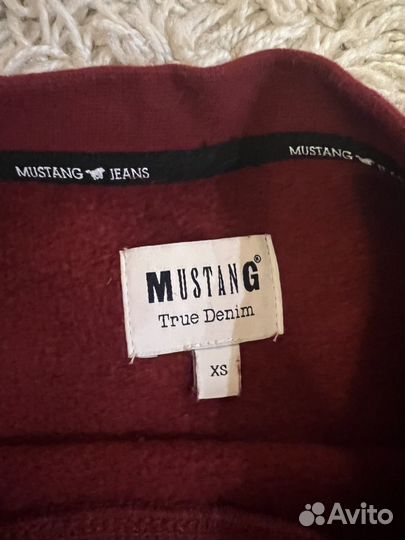 MUSTANG JEANS
MUSTANG
MUSTANG®
True Denim
XS
Avito